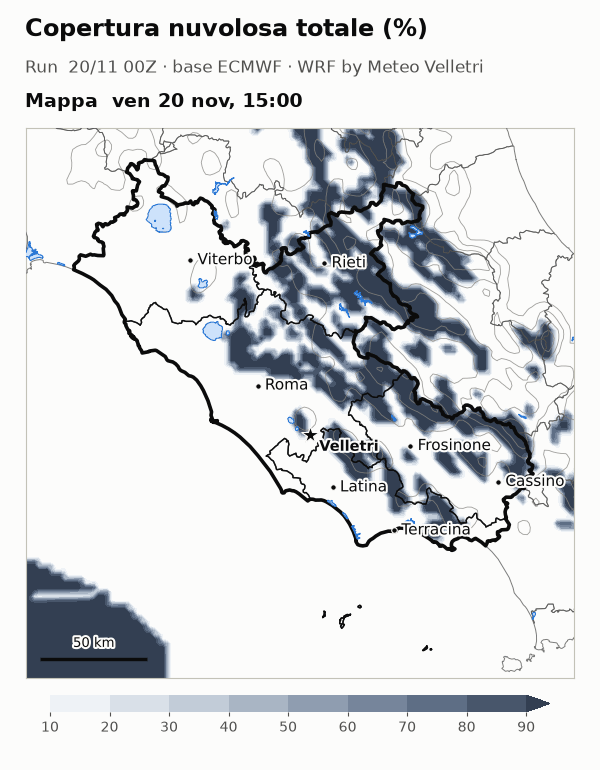 Copertura nuvolosa totale (%)
Run  20/11 00Z · base ECMWF · WRF by Meteo Velletri
Mappa  ven 20 nov, 15:00
Viterbo
Rieti
Roma
Velletri
Frosinone
Latina
Cassino
Terracina
50 km
10 20 30 40 50 60 70 80 90